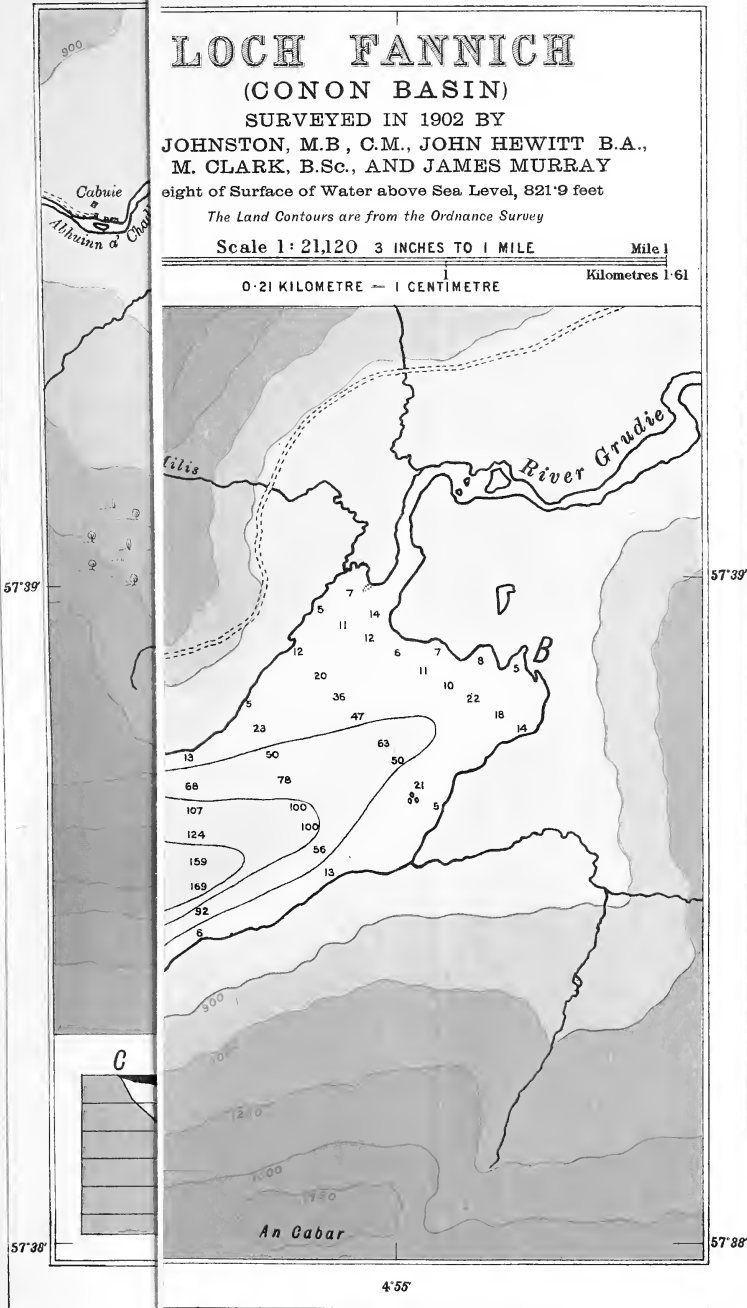 900
LOCH FANNICH
(CONON BASIN)
SURVEYED IN 1902 BY
JOHNSTON, M.B, C.M., JOHN HEWITT B.A.,
M. CLARK, B.Sc., AND JAMES MURRAY
eight of Surface of Water above Sea Level, 821·9 feet
The Land Contours are from the Ordnance Survey
Scale 1: 21,120 3 INCHES TO 1 MILE Mile 1
1 Kilometres 1·61
0·21 KILOMETRE = 1 CENTIMETRE
Cabuie
Abhuinn a' Chad
ilis
River Grudie
57°39' 57°39'
7
5 14
11
12
12 6 7
8 5 B
20 11
10
36 22
5 47 18
23 14
63
13 50 50
68 78 21
107 100 5
124 100
159 56
169 13
92
6
900
C
1250
An Cabar
57°38' 57°38'
4°55'